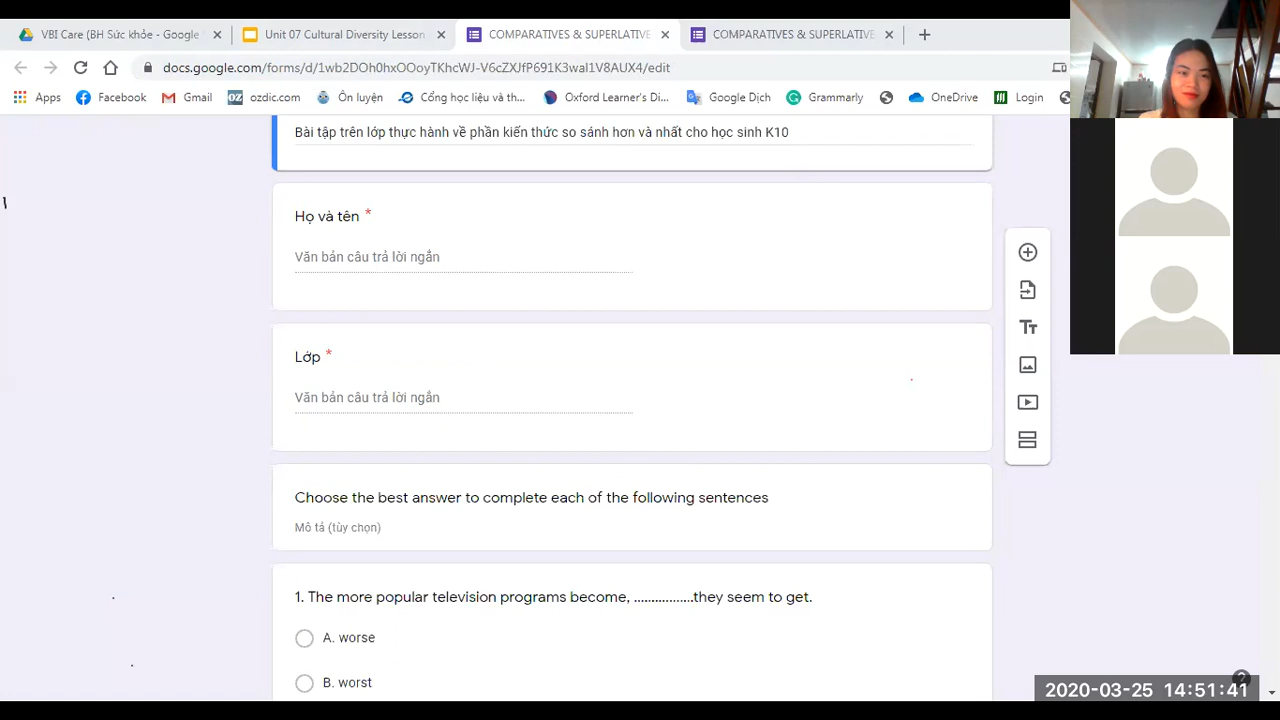 VBI Care (BH Sức khỏe - Google
Unit 07 Cultural Diversity Lesson
COMPARATIVES & SUPERLATIVE
COMPARATIVES & SUPERLATIVE
docs.google.com/forms/d/1wb2DOh0hxOOoyTKhcWJ-V6cZXJfP691K3waI1V8AUX4/edit
Apps
Facebook
Gmail
OZ ozdic.com
Ôn luyện
Cổng học liệu và th...
Oxford Learner's Di...
Google Dịch
Grammarly
OneDrive
Login
Bài tập trên lớp thực hành về phần kiến thức so sánh hơn và nhất cho học sinh K10
Họ và tên *
Văn bản câu trả lời ngắn
Lớp *
Văn bản câu trả lời ngắn
Choose the best answer to complete each of the following sentences
Mô tả (tùy chọn)
1. The more popular television programs become, .................they seem to get.
A. worse
B. worst
2020-03-25 14:51:41